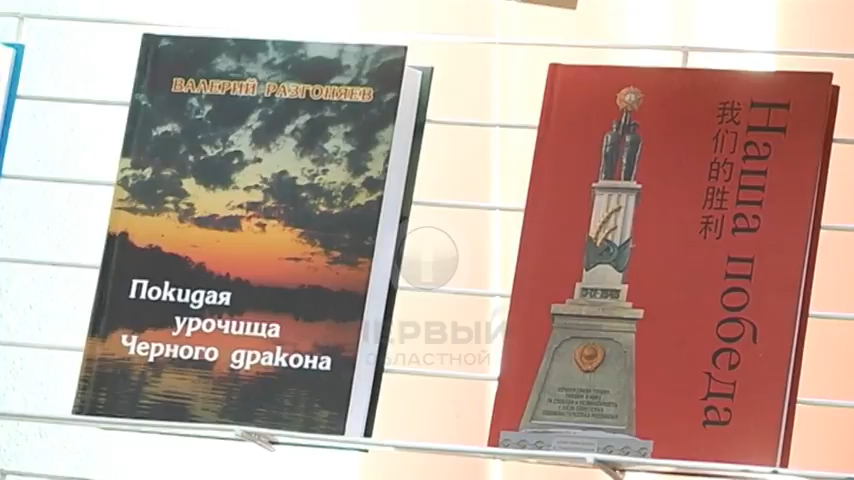 ВАЛЕРИЙ РАЗГОНЯЕВ
Покидая
урочища
Черного дракона
Наша победа
我们的胜利
ПЕРВЫЙ
ОБЛАСТНОЙ